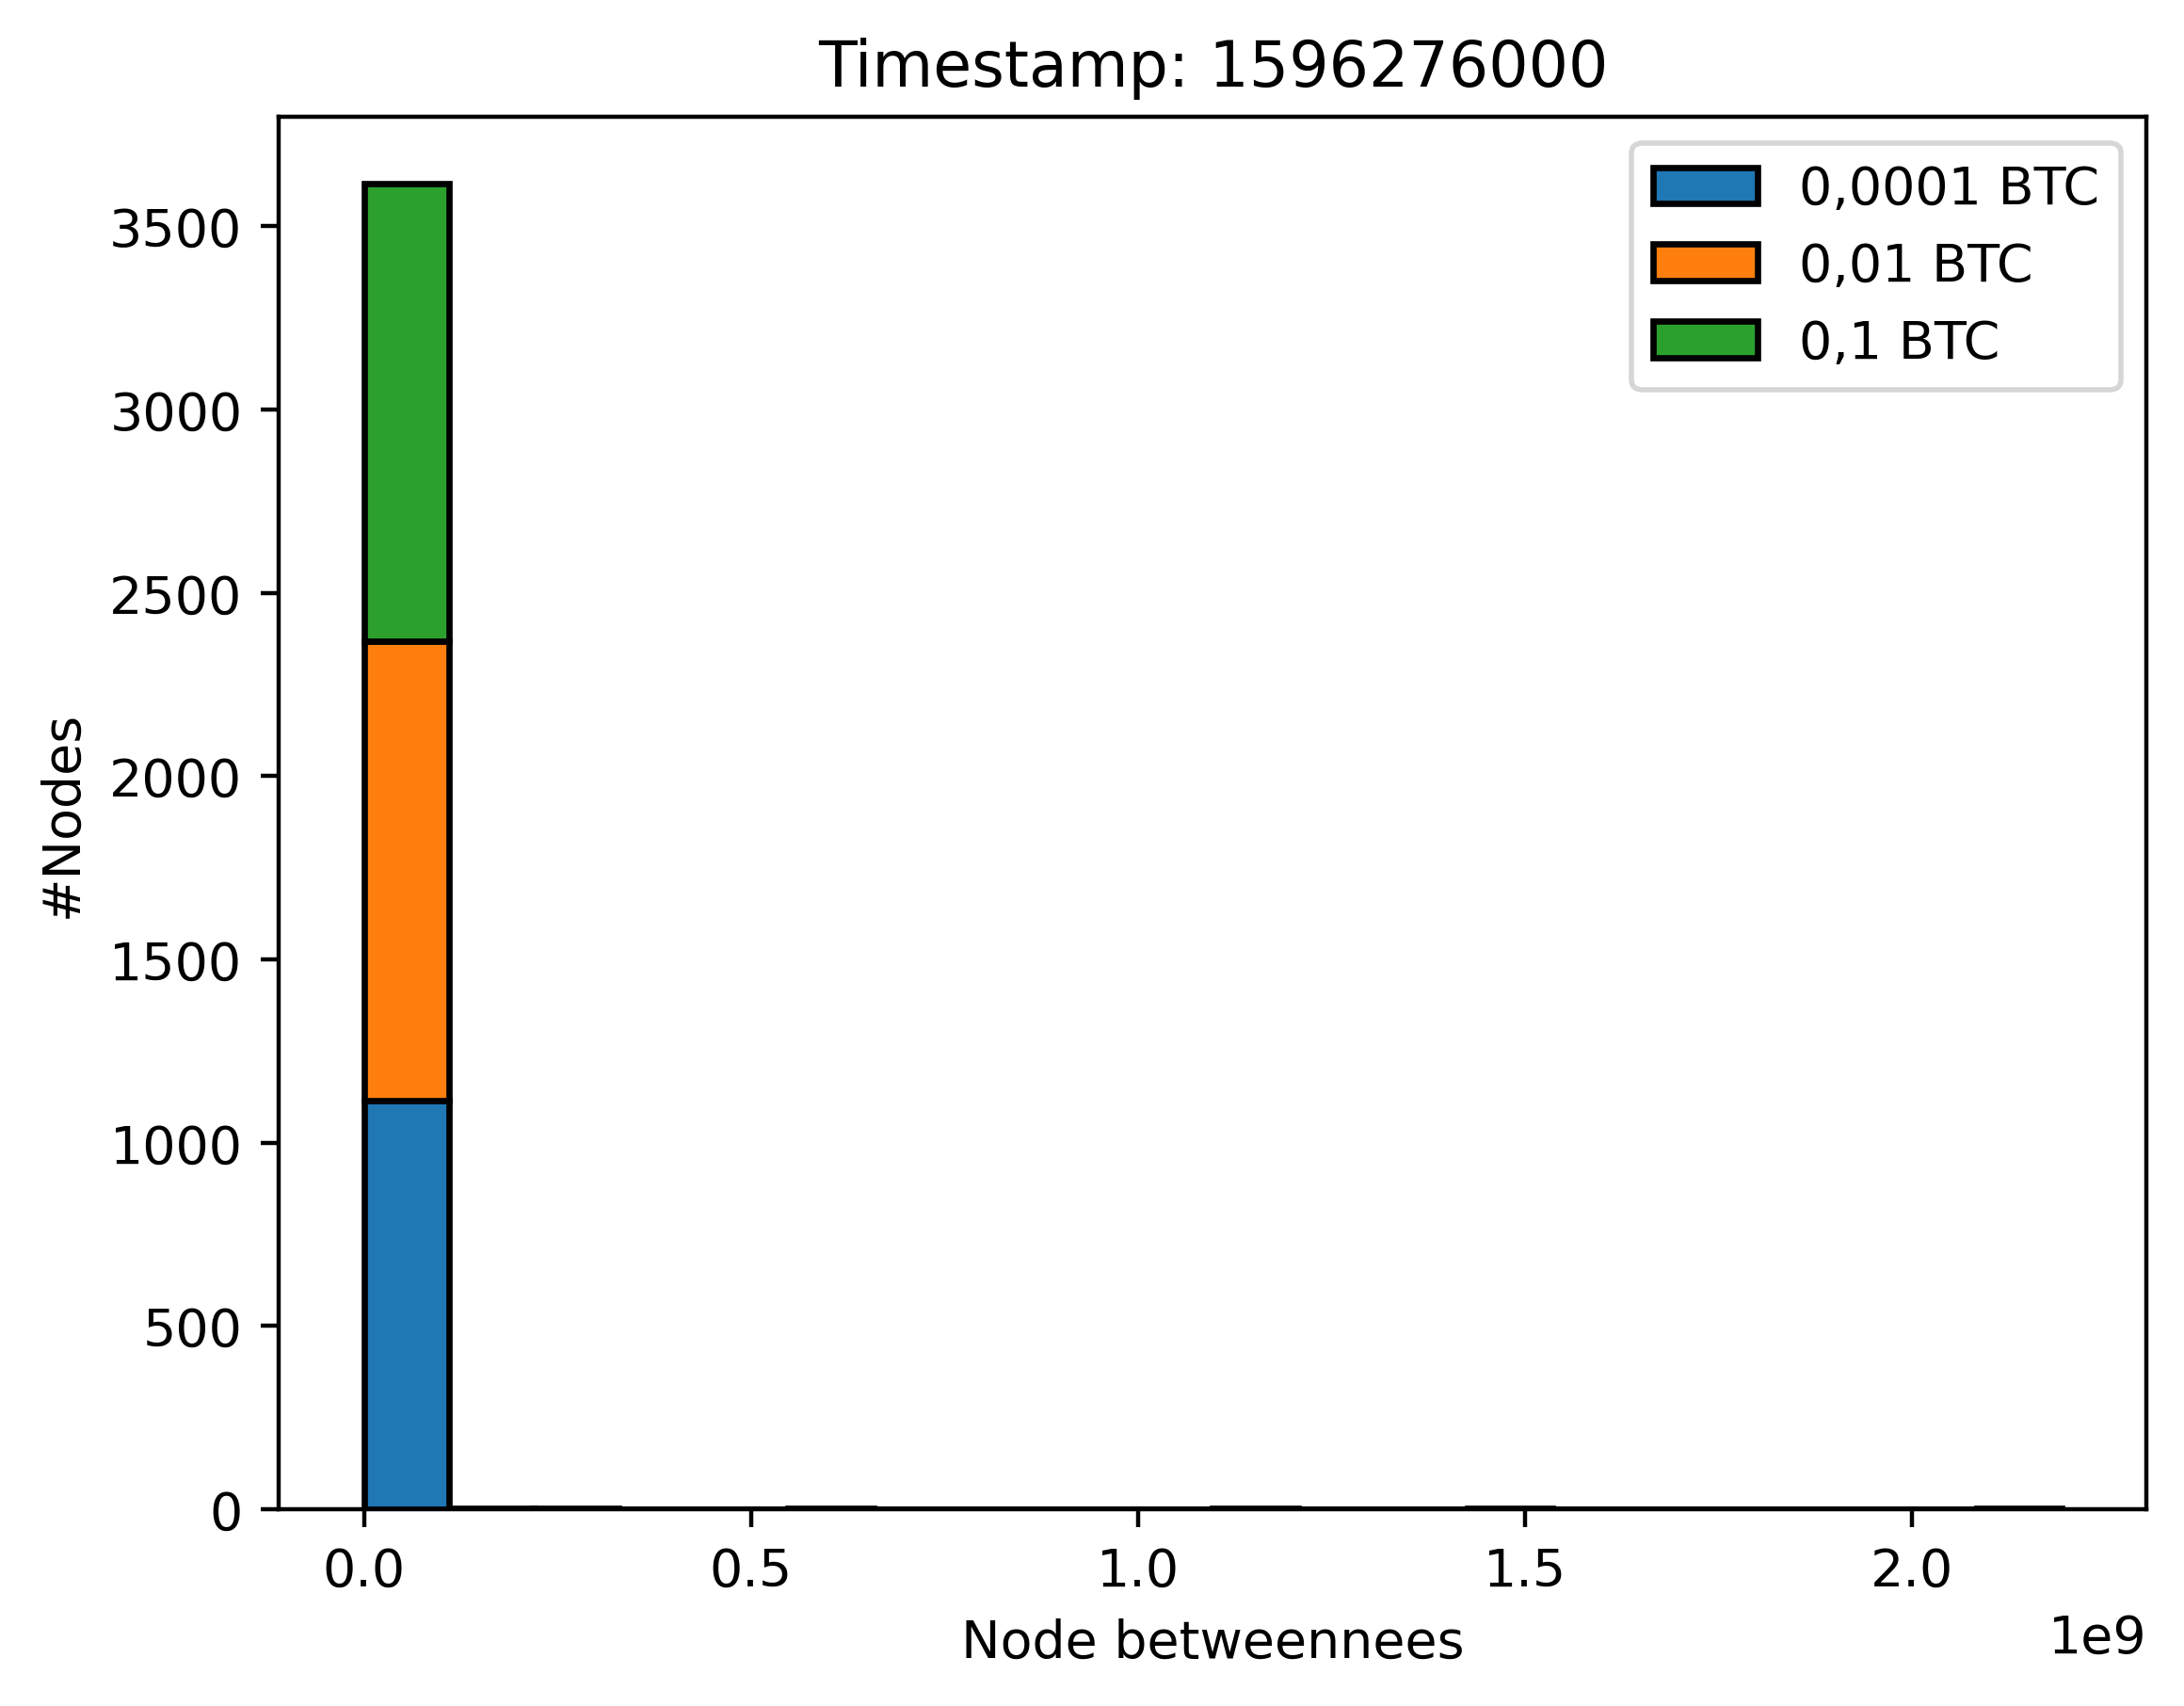 Timestamp: 1596276000
0,0001 BTC
0,01 BTC
0,1 BTC
3500
3000
2500
2000
1500
1000
500
0
#Nodes
0.0 0.5 1.0 1.5 2.0
1e9
Node betweennees